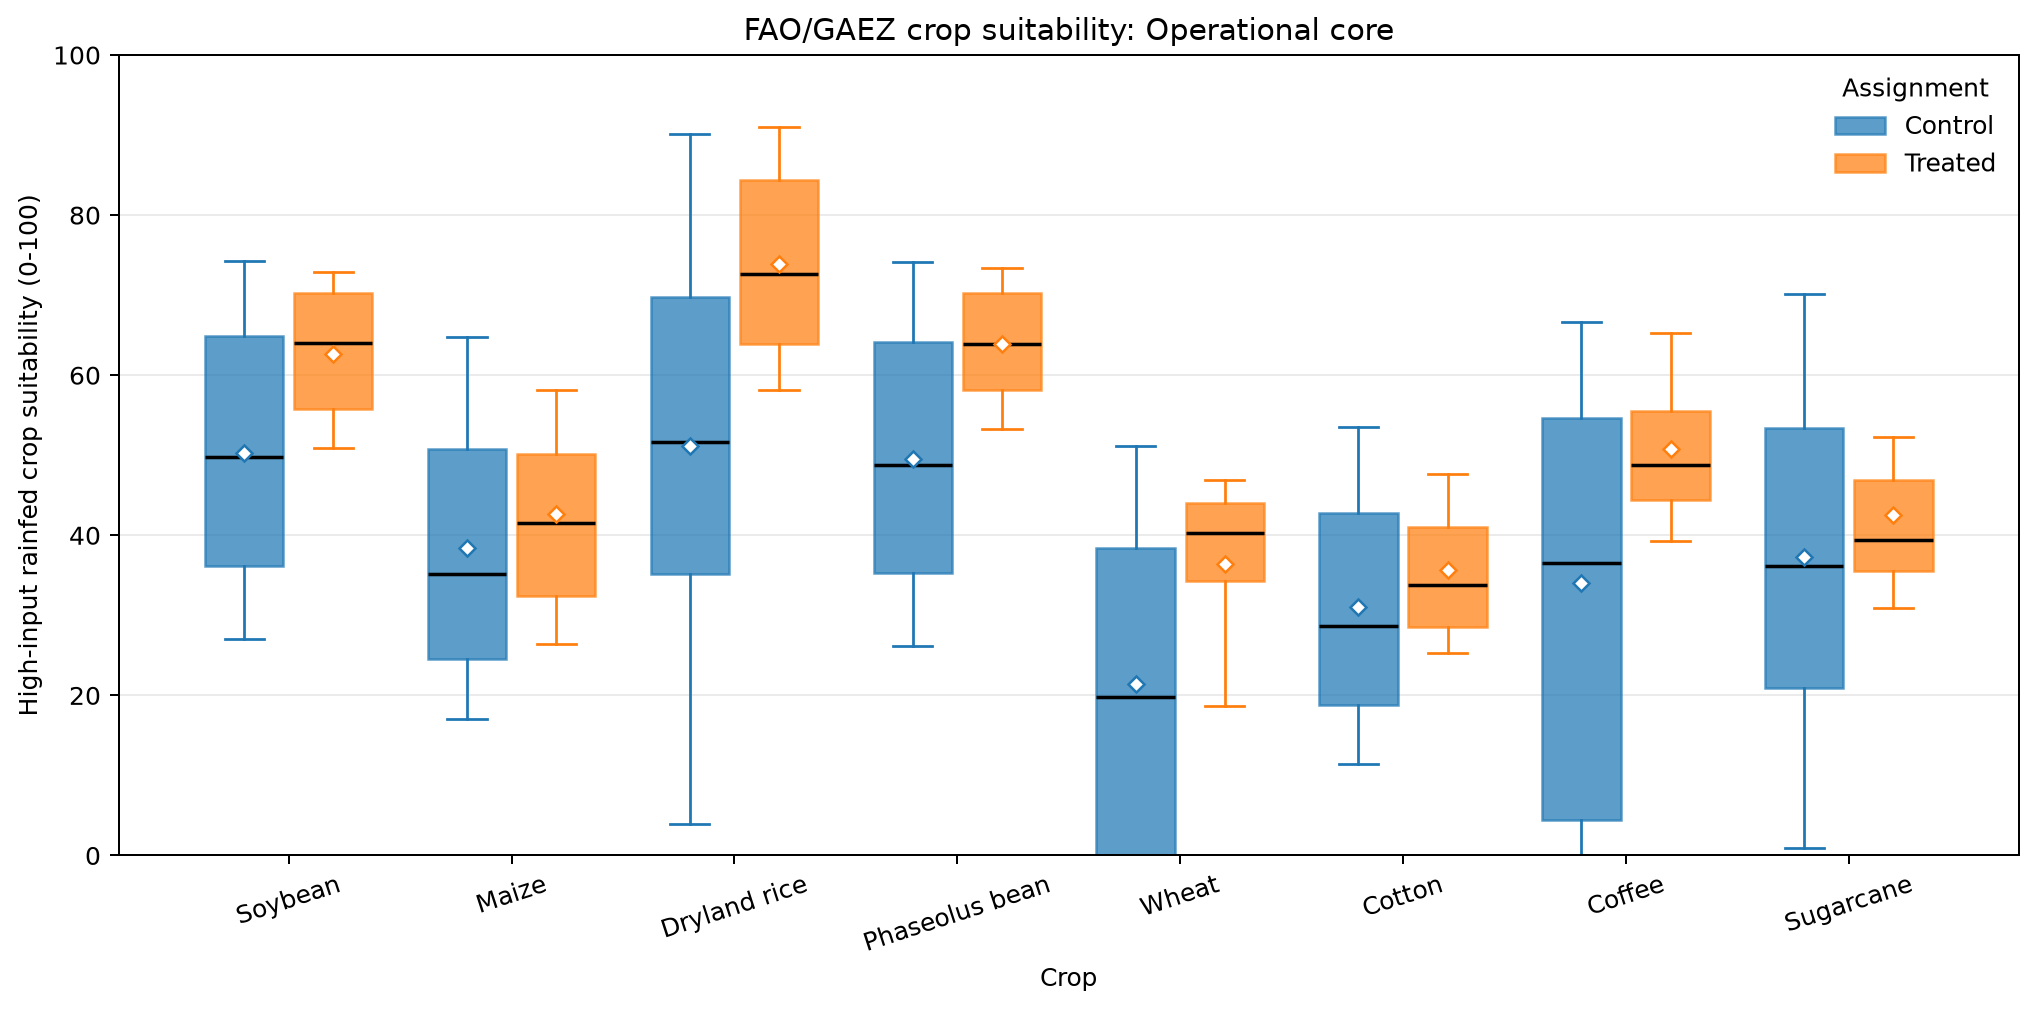 FAO/GAEZ crop suitability: Operational core
High-input rainfed crop suitability (0-100)
100
80
60
40
20
0
Assignment
Control
Treated
Soybean
Maize
Dryland rice
Phaseolus bean
Wheat
Cotton
Coffee
Sugarcane
Crop